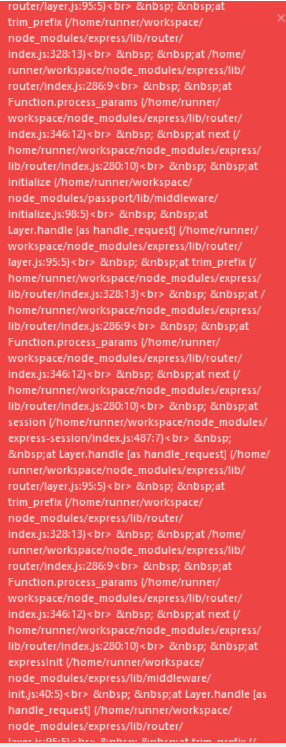 router/layer.js:95:5)<br> &nbsp; &nbsp;at
trim_prefix (/home/runner/workspace/
node_modules/express/lib/router/
index.js:328:13)<br> &nbsp; &nbsp;at /home/
runner/workspace/node_modules/express/lib/
router/index.js:286:9<br> &nbsp; &nbsp;at
Function.process_params (/home/runner/
workspace/node_modules/express/lib/router/
index.js:346:12)<br> &nbsp; &nbsp;at next (/
home/runner/workspace/node_modules/express/
lib/router/index.js:280:10)<br> &nbsp; &nbsp;at
initialize (/home/runner/workspace/
node_modules/passport/lib/middleware/
initialize.js:98:5)<br> &nbsp; &nbsp;at
Layer.handle [as handle_request] (/home/runner/
workspace/node_modules/express/lib/router/
layer.js:95:5)<br> &nbsp; &nbsp;at trim_prefix (/
home/runner/workspace/node_modules/express/
lib/router/index.js:328:13)<br> &nbsp; &nbsp;at /
home/runner/workspace/node_modules/express/
lib/router/index.js:286:9<br> &nbsp; &nbsp;at
Function.process_params (/home/runner/
workspace/node_modules/express/lib/router/
index.js:346:12)<br> &nbsp; &nbsp;at next (/
home/runner/workspace/node_modules/express/
lib/router/index.js:280:10)<br> &nbsp; &nbsp;at
session (/home/runner/workspace/node_modules/
express-session/index.js:487:7)<br> &nbsp;
&nbsp;at Layer.handle [as handle_request] (/home/
runner/workspace/node_modules/express/lib/
router/layer.js:95:5)<br> &nbsp; &nbsp;at
trim_prefix (/home/runner/workspace/
node_modules/express/lib/router/
index.js:328:13)<br> &nbsp; &nbsp;at /home/
runner/workspace/node_modules/express/lib/
router/index.js:286:9<br> &nbsp; &nbsp;at
Function.process_params (/home/runner/
workspace/node_modules/express/lib/router/
index.js:346:12)<br> &nbsp; &nbsp;at next (/
home/runner/workspace/node_modules/express/
lib/router/index.js:280:10)<br> &nbsp; &nbsp;at
expressInit (/home/runner/workspace/
node_modules/express/lib/middleware/
init.js:40:5)<br> &nbsp; &nbsp;at Layer.handle [as
handle_request] (/home/runner/workspace/
node_modules/express/lib/router/
layer.js:95:5)<br> &nbsp; &nbsp;at trim_prefix (/